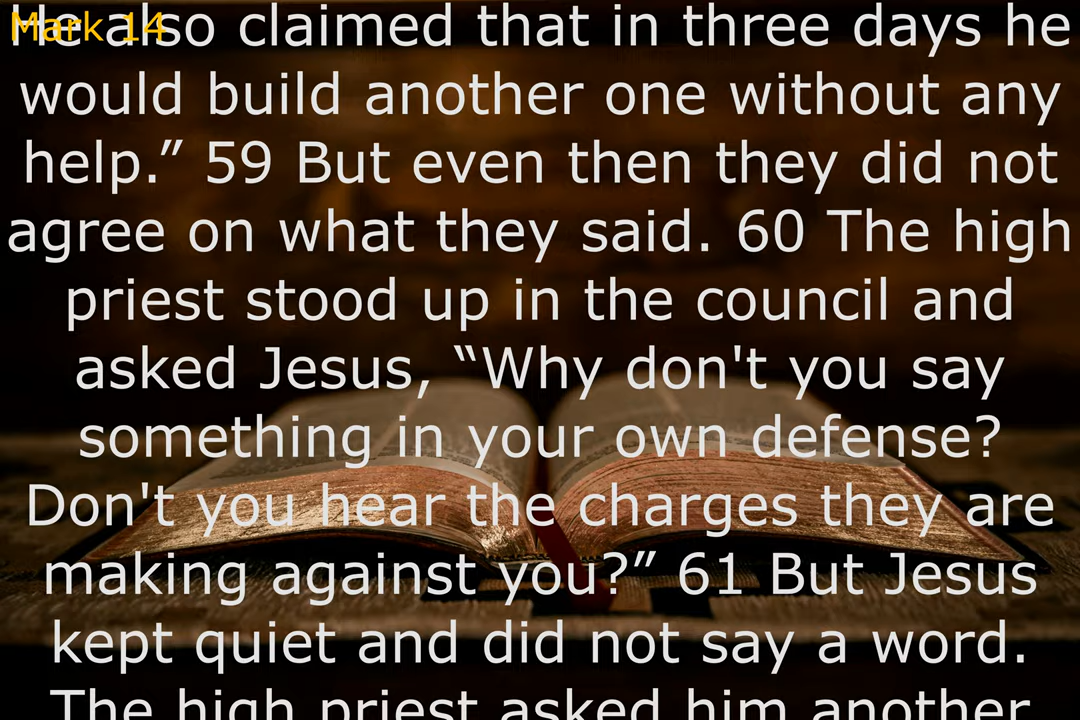 Mark 14
He also claimed that in three days he
would build another one without any
help.” 59 But even then they did not
agree on what they said. 60 The high
priest stood up in the council and
asked Jesus, “Why don't you say
something in your own defense?
Don't you hear the charges they are
making against you?” 61 But Jesus
kept quiet and did not say a word.
The high priest asked him another